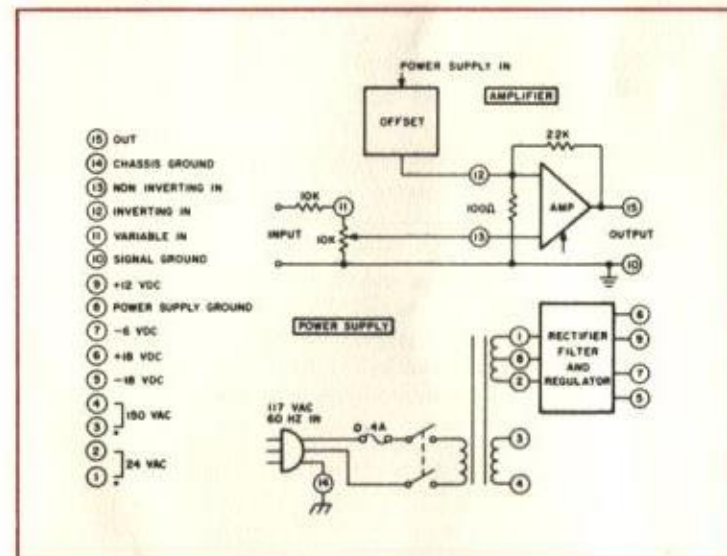 POWER SUPPLY IN
AMPLIFIER
OFFSET
22K
12
100Ω
AMP
15
10K
11
INPUT
10K
13
OUTPUT
10
15 OUT
14 CHASSIS GROUND
13 NON INVERTING IN
12 INVERTING IN
11 VARIABLE IN
10 SIGNAL GROUND
9 +12 VDC
8 POWER SUPPLY GROUND
7 -6 VDC
6 +18 VDC
5 -18 VDC
4
3 * 150 VAC
2
1 * 24 VAC
POWER SUPPLY
117 VAC
60 HZ IN
0.4A
14
1
8
2
3
4
RECTIFIER
FILTER
AND
REGULATOR
6
9
7
5